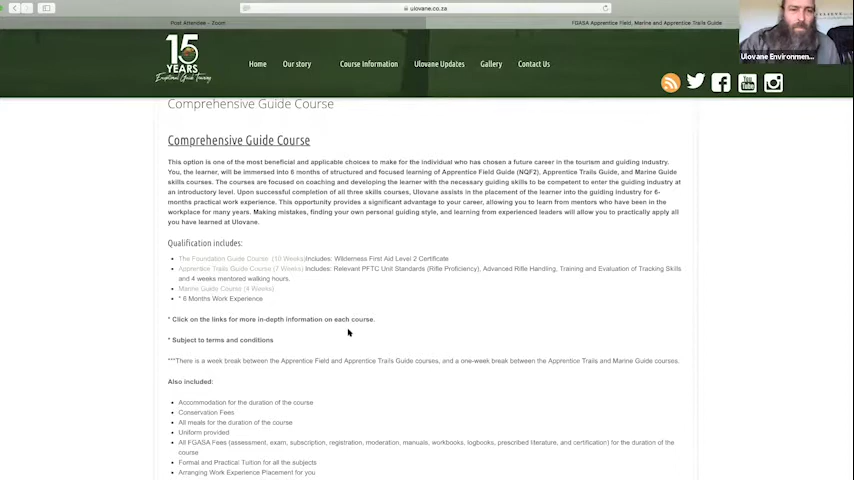 ulovane.co.za
Post Attendee - Zoom
FGASA Apprentice Field, Marine and Apprentice Trails Guide
15
YEARS
Exceptional Guide Training
Home
Our story
Course Information
Ulovane Updates
Gallery
Contact Us
You
Tube
Ulovane Environmen...
Comprehensive Guide Course
Comprehensive Guide Course
This option is one of the most beneficial and applicable choices to make for the individual who has chosen a future career in the tourism and guiding industry.
You, the learner, will be immersed into 6 months of structured and focused learning of Apprentice Field Guide (NQF2), Apprentice Trails Guide, and Marine Guide
skills courses. The courses are focused on coaching and developing the learner with the necessary guiding skills to be competent to enter the guiding industry at
an introductory level. Upon successful completion of all three skills courses, Ulovane assists in the placement of the learner into the guiding industry for 6-
months practical work experience. This opportunity provides a significant advantage to your career, allowing you to learn from mentors who have been in the
workplace for many years. Making mistakes, finding your own personal guiding style, and learning from experienced leaders will allow you to practically apply all
you have learned at Ulovane.
Qualification includes:
The Foundation Guide Course (10 Weeks)Includes: Wilderness First Aid Level 2 Certificate
Apprentice Trails Guide Course (7 Weeks) Includes: Relevant PFTC Unit Standards (Rifle Proficiency), Advanced Rifle Handling, Training and Evaluation of Tracking Skills
and 4 weeks mentored walking hours.
Marine Guide Course (4 Weeks)
* 6 Months Work Experience
* Click on the links for more in-depth information on each course.
* Subject to terms and conditions
***There is a week break between the Apprentice Field and Apprentice Trails Guide courses, and a one-week break between the Apprentice Trails and Marine Guide courses.
Also included:
Accommodation for the duration of the course
Conservation Fees
All meals for the duration of the course
Uniform provided
All FGASA Fees (assessment, exam, subscription, registration, moderation, manuals, workbooks, logbooks, prescribed literature, and certification) for the duration of the
course
Formal and Practical Tuition for all the subjects
Arranging Work Experience Placement for you